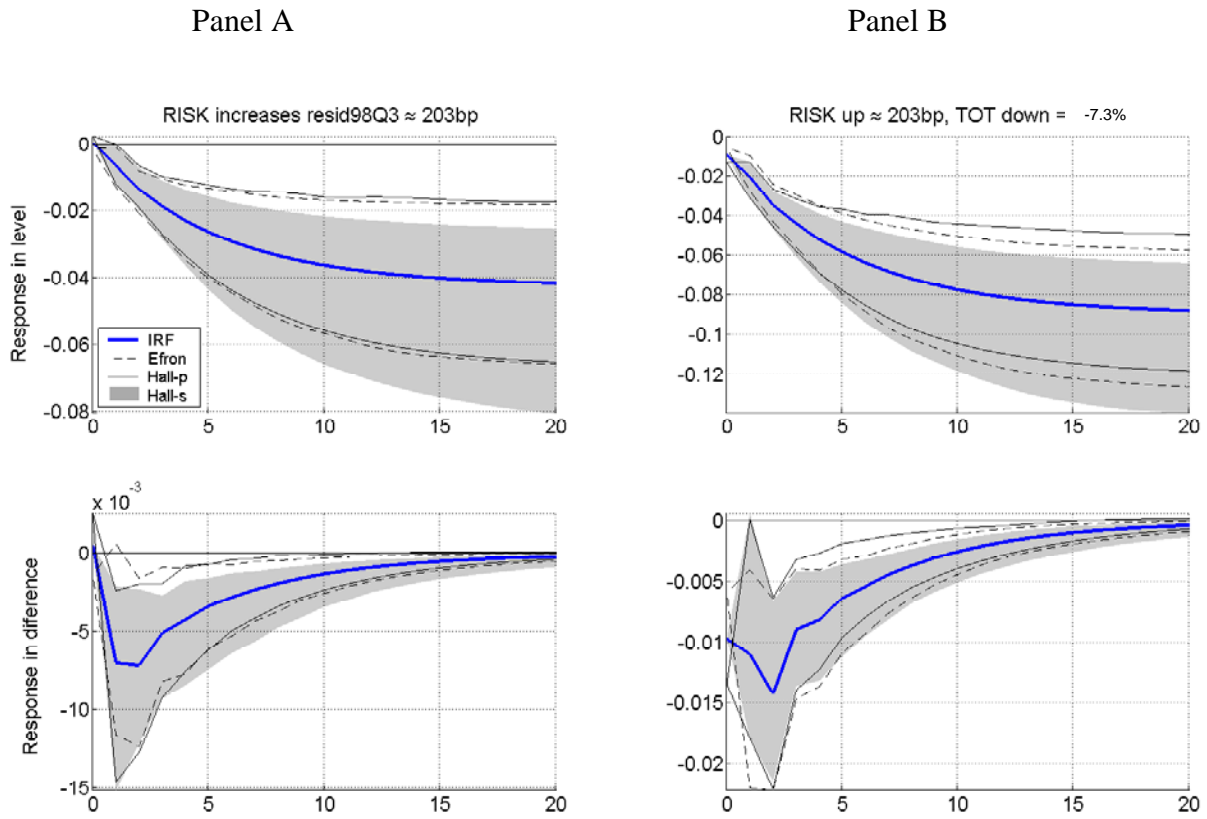 Panel A
Panel B
RISK increases resid98Q3 ≈ 203bp
RISK up ≈ 203bp, TOT down = -7.3%
Response in level
0
-0.02
-0.04
-0.06
-0.08
IRF
Efron
Hall-p
Hall-s
0 5 10 15 20
0
-0.02
-0.04
-0.06
-0.08
-0.1
-0.12
0 5 10 15 20
Response in diference
x 10
-3
0
-5
-10
-15
0 5 10 15 20
0
-0.005
-0.01
-0.015
-0.02
0 5 10 15 20